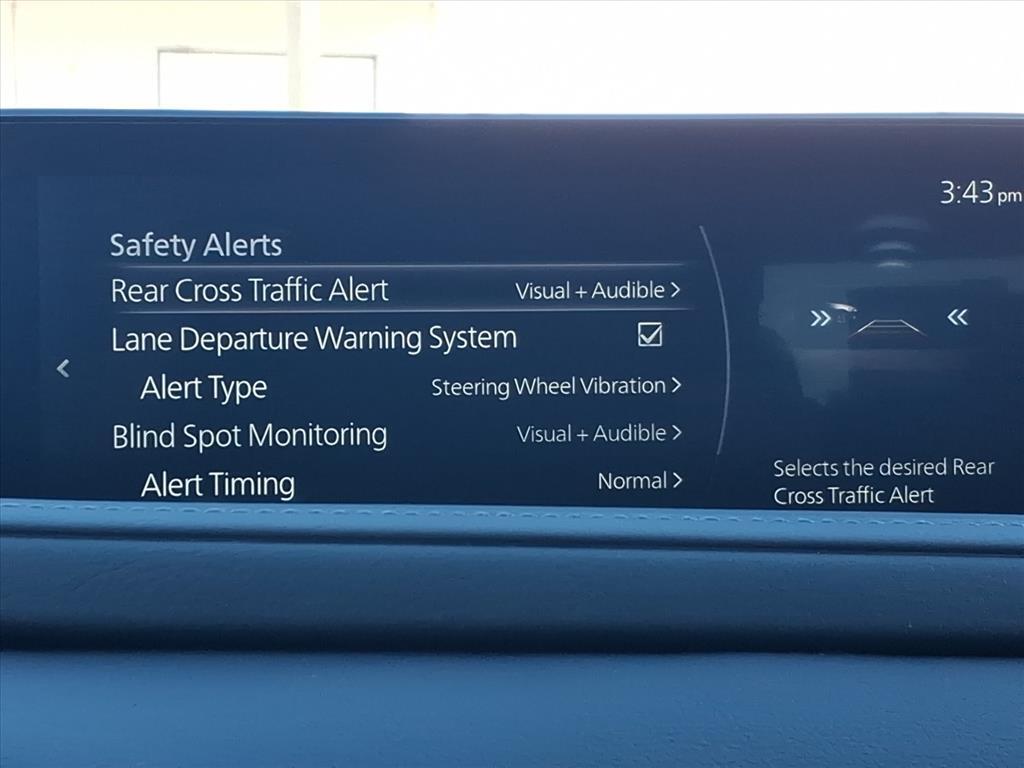 3:43 pm
Safety Alerts
Rear Cross Traffic Alert Visual + Audible >
Lane Departure Warning System
Alert Type Steering Wheel Vibration >
Blind Spot Monitoring Visual + Audible >
Alert Timing Normal >
Selects the desired Rear
Cross Traffic Alert